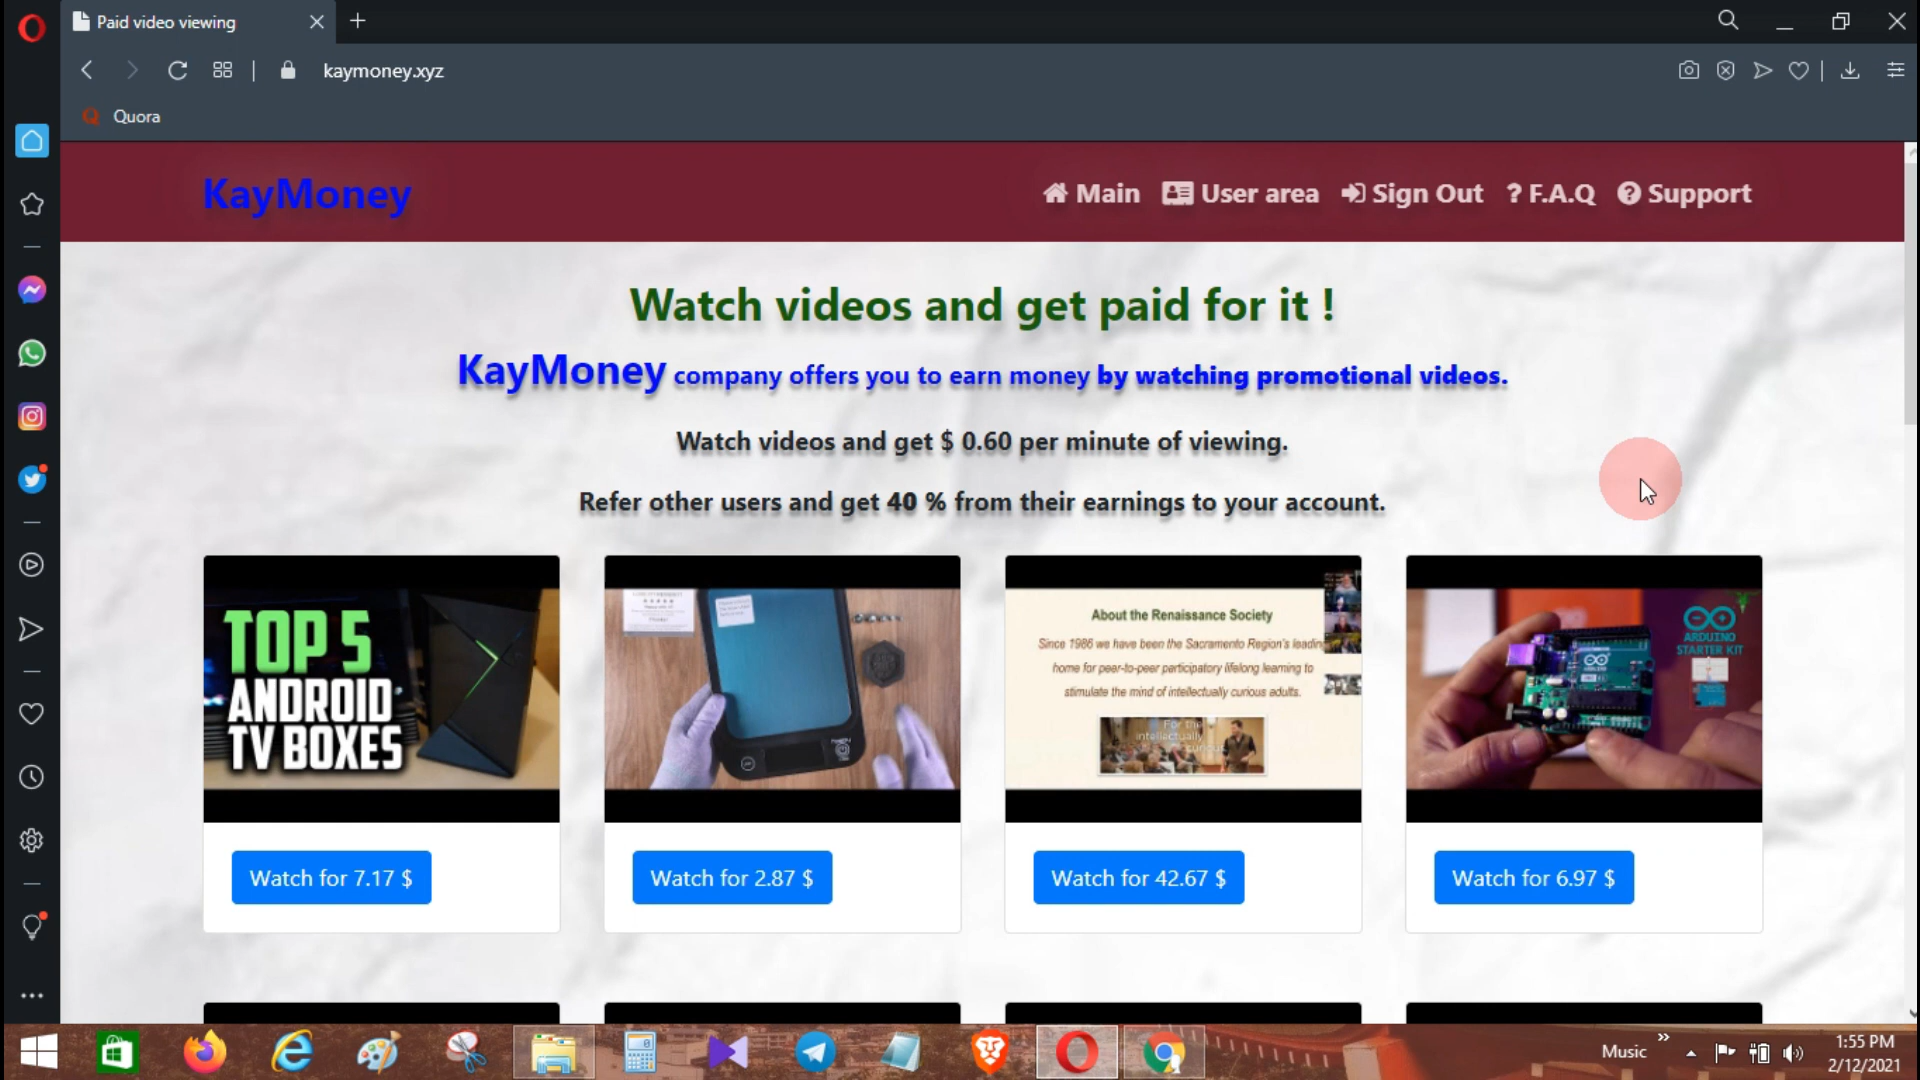 Paid video viewing
kaymoney.xyz
Quora
KayMoney
Main User area Sign Out ? F.A.Q Support
Watch videos and get paid for it !
KayMoney company offers you to earn money by watching promotional videos.
Watch videos and get $ 0.60 per minute of viewing.
Refer other users and get 40 % from their earnings to your account.
TOP 5
ANDROID
TV BOXES
About the Renaissance Society
Since 1986 we have been the Sacramento Region's leading
home for peer-to-peer participatory lifelong learning to
stimulate the mind of intellectually curious adults.
For the
intellectually
curious
ARDUINO
STARTER KIT
Watch for 7.17 $
Watch for 2.87 $
Watch for 42.67 $
Watch for 6.97 $
Music
1:55 PM
2/12/2021